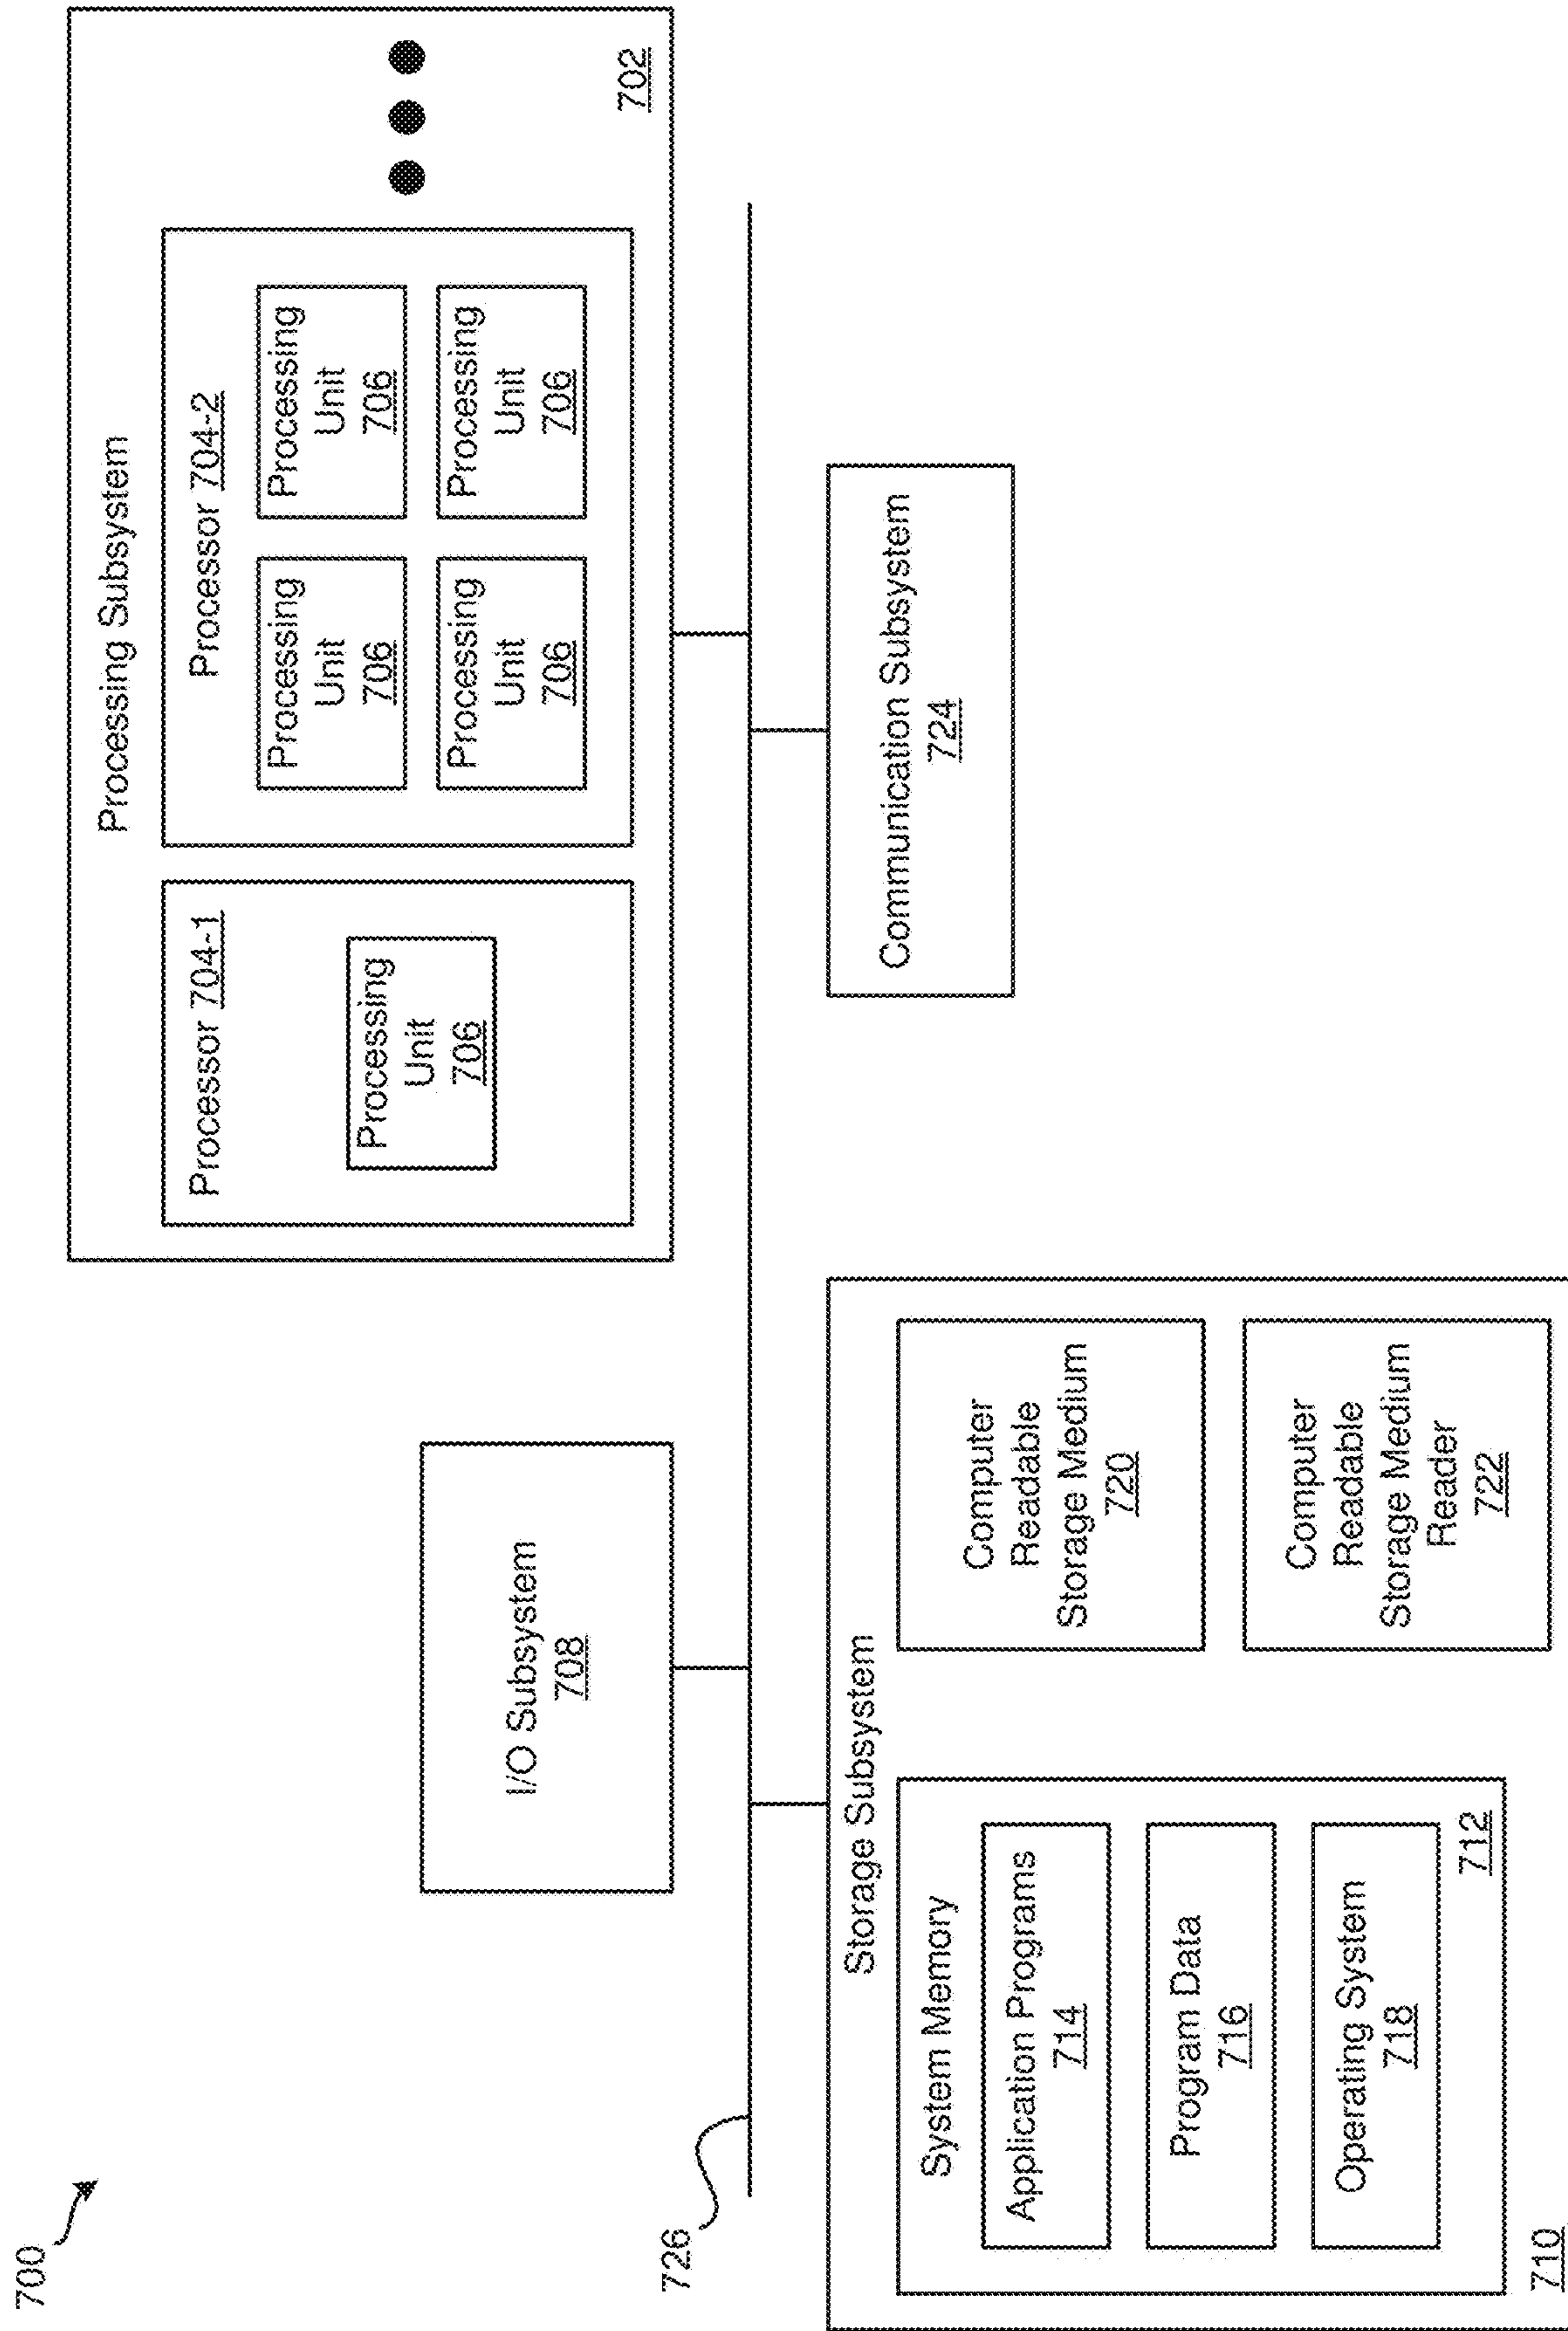 700
Processing Subsystem
Processor 704-1
Processing
Unit
706
Processor 704-2
Processing
Unit
706
Processing
Unit
706
Processing
Unit
706
Processing
Unit
706
702
I/O Subsystem
708
726
Storage Subsystem
System Memory
Application Programs
714
Program Data
716
Operating System
718
712
Computer
Readable
Storage Medium
720
Computer
Readable
Storage Medium
Reader
722
710
Communication Subsystem
724